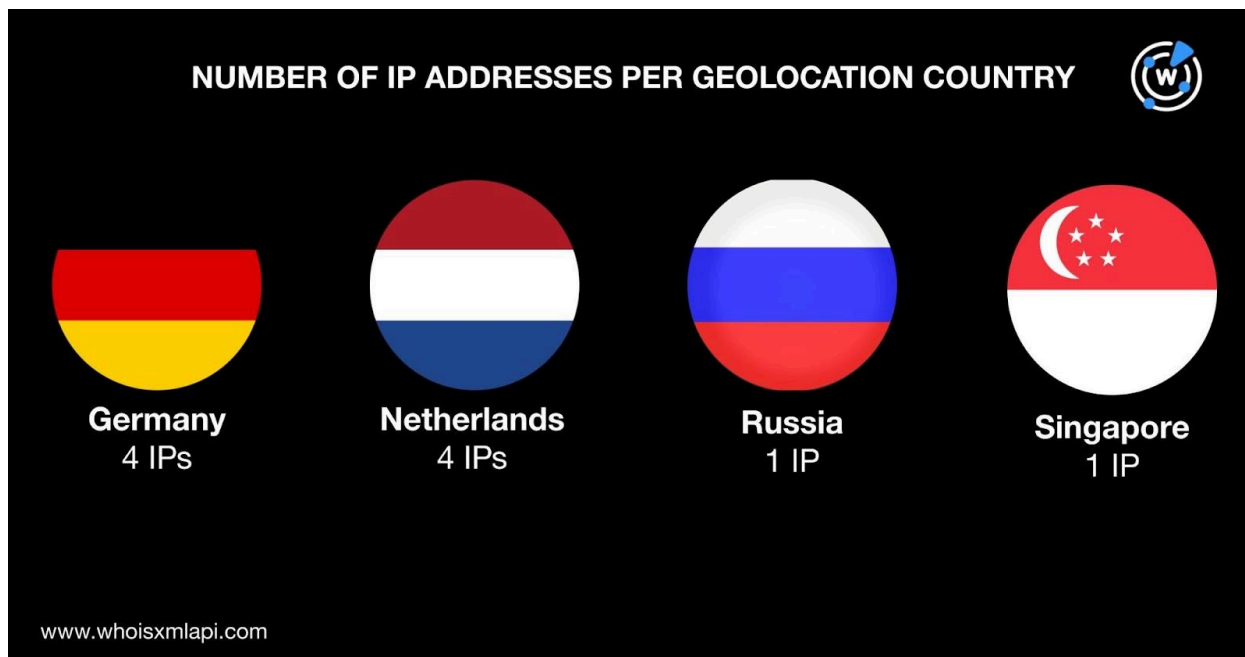 NUMBER OF IP ADDRESSES PER GEOLOCATION COUNTRY
W
Germany
4 IPs
Netherlands
4 IPs
Russia
1 IP
Singapore
1 IP
www.whoisxmlapi.com